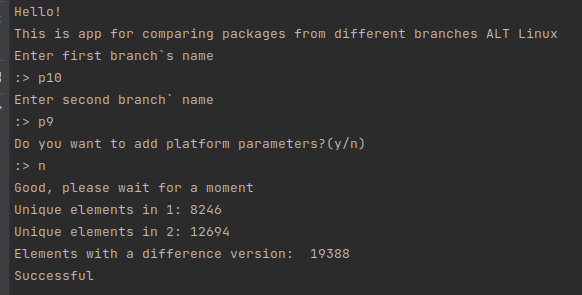 Hello!
This is app for comparing packages from different branches ALT Linux
Enter first branch`s name
:> p10
Enter second branch` name
:> p9
Do you want to add platform parameters?(y/n)
:> n
Good, please wait for a moment
Unique elements in 1: 8246
Unique elements in 2: 12694
Elements with a difference version:  19388
Successful